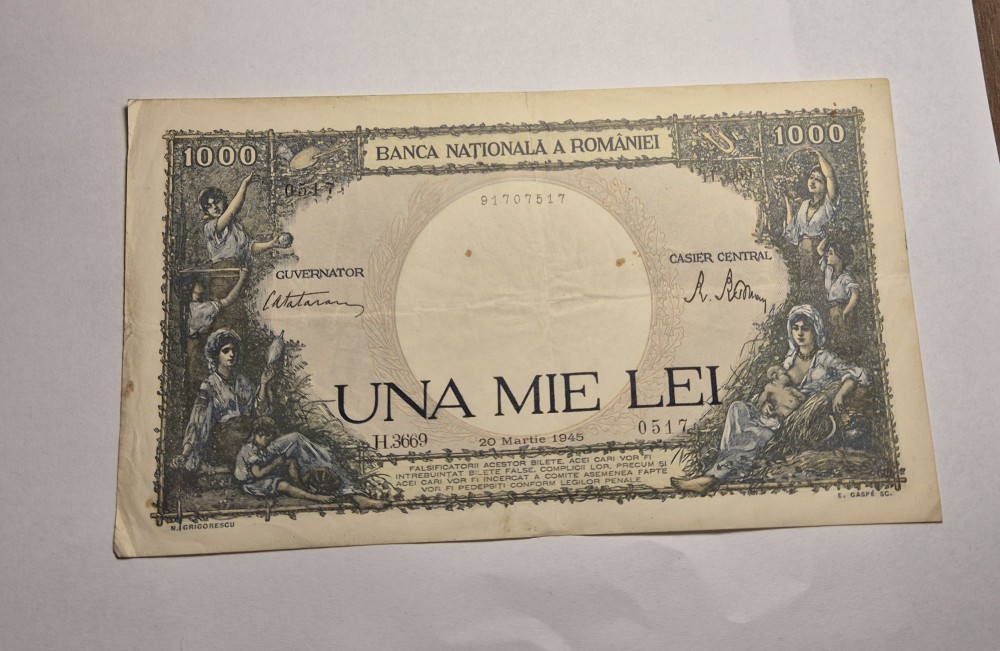 1000
BANCA NAȚIONALĂ A ROMÂNIEI
1000
0517
91707517
GUVERNATOR
CASIER CENTRAL
UNA MIE LEI
H.3669
20 Martie 1945
0517
FALSIFICATORII ACESTOR BILETE, ACEI CARI VOR FI
INTREBUINȚAT BILETE FALSE, COMPLICII LOR, PRECUM ȘI
ACEI CARI VOR FI INCERCAT A COMITE ASEMENEA FAPTE
VOR FI PEDEPSIȚI CONFORM LEGILOR PENALE
N. GRIGORESCU
E. GASPÉ SC.